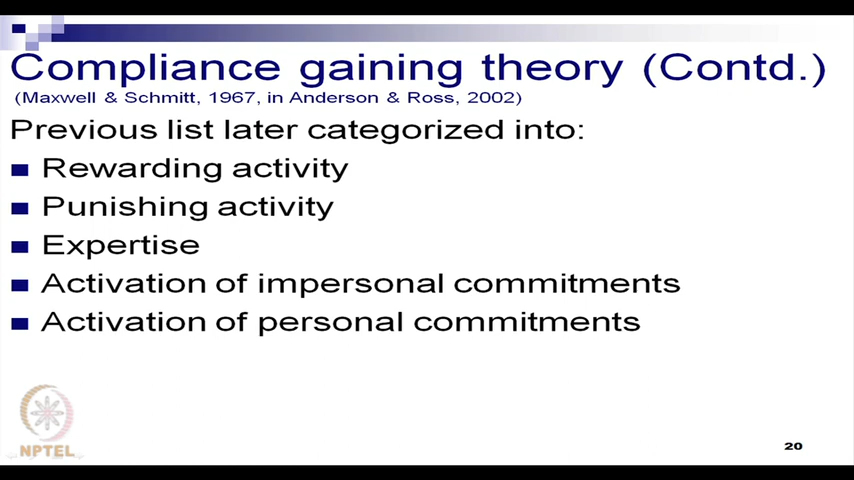 Compliance gaining theory (Contd.)
(Maxwell & Schmitt, 1967, in Anderson & Ross, 2002)
Previous list later categorized into:
Rewarding activity
Punishing activity
Expertise
Activation of impersonal commitments
Activation of personal commitments
NPTEL
20